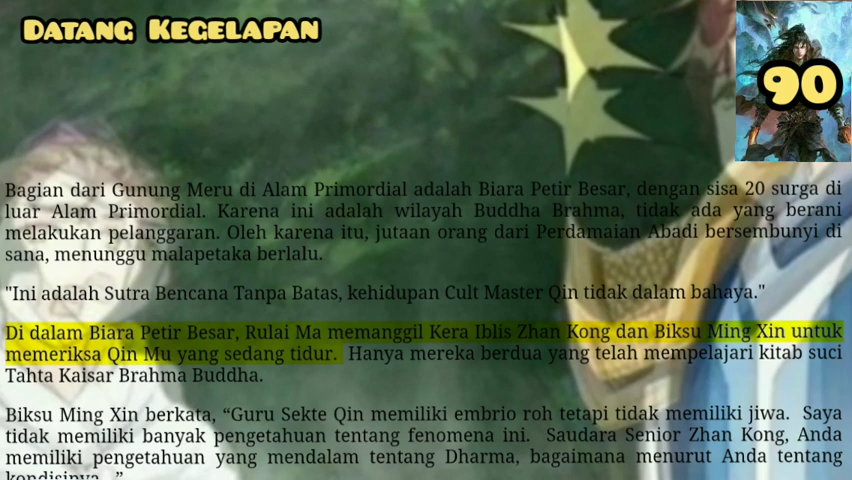 Datang Kegelapan
90
Bagian dari Gunung Meru di Alam Primordial adalah Biara Petir Besar, dengan sisa 20 surga di
luar Alam Primordial. Karena ini adalah wilayah Buddha Brahma, tidak ada yang berani
melakukan pelanggaran. Oleh karena itu, jutaan orang dari Perdamaian Abadi bersembunyi di
sana, menunggu malapetaka berlalu.
"Ini adalah Sutra Bencana Tanpa Batas, kehidupan Cult Master Qin tidak dalam bahaya."
Di dalam Biara Petir Besar, Rulai Ma memanggil Kera Iblis Zhan Kong dan Biksu Ming Xin untuk
memeriksa Qin Mu yang sedang tidur. Hanya mereka berdua yang telah mempelajari kitab suci
Tahta Kaisar Brahma Buddha.
Biksu Ming Xin berkata, “Guru Sekte Qin memiliki embrio roh tetapi tidak memiliki jiwa. Saya
tidak memiliki banyak pengetahuan tentang fenomena ini. Saudara Senior Zhan Kong, Anda
memiliki pengetahuan yang mendalam tentang Dharma, bagaimana menurut Anda tentang
kondisinya...”